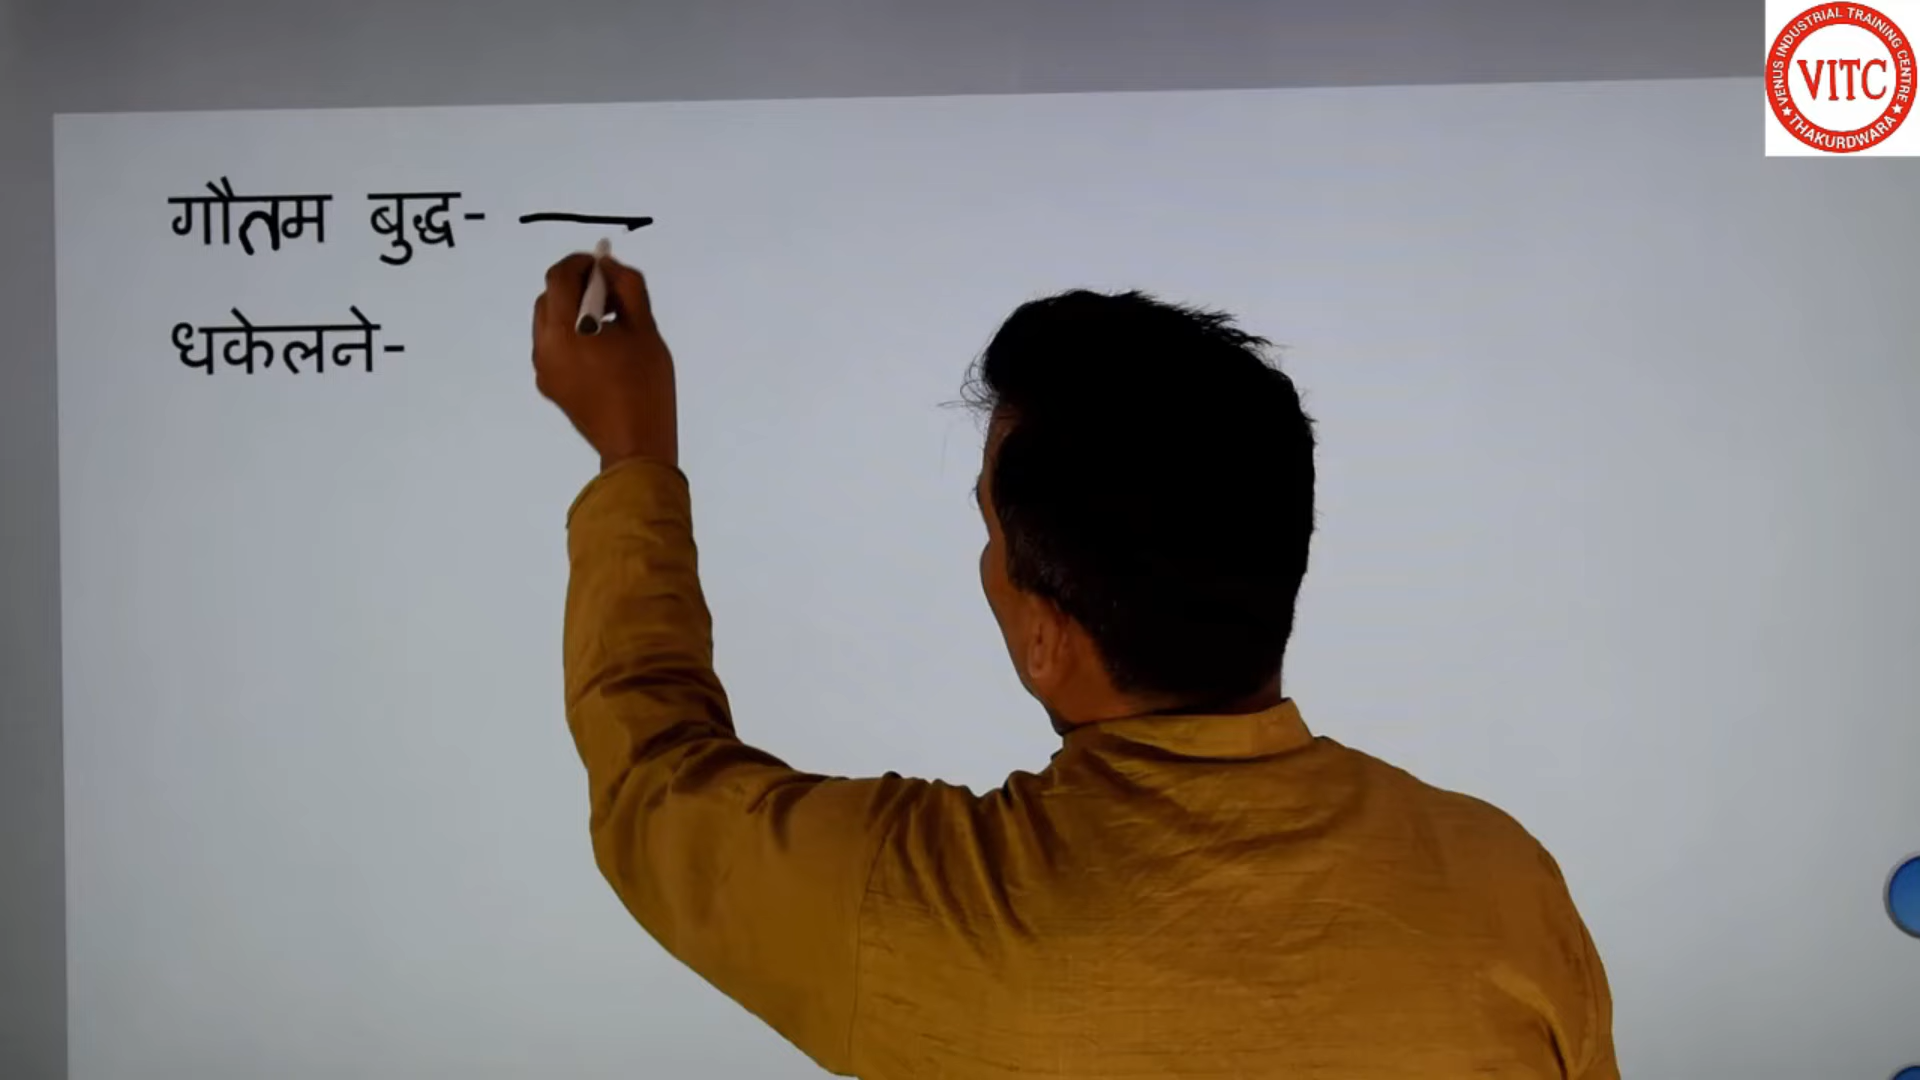 VENUS INDUSTRIAL TRAINING CENTRE
VITC
THAKURDWARA
गौतम बुद्ध-
धकेलने-